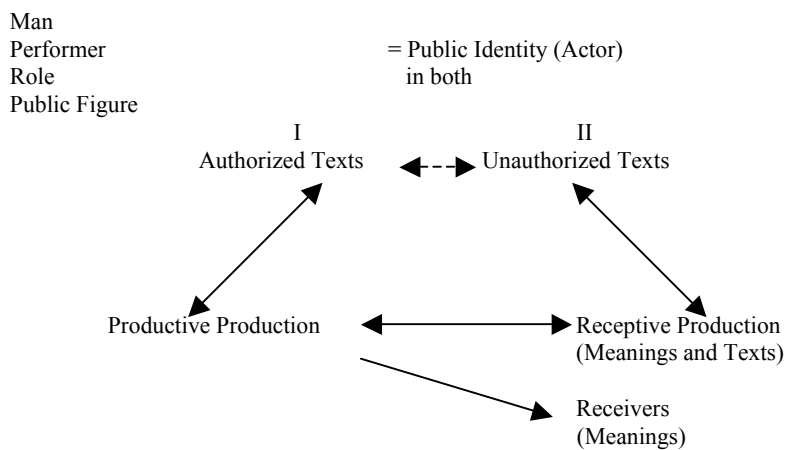 Man
Performer = Public Identity (Actor)
Role in both
Public Figure
I II
Authorized Texts Unauthorized Texts
Productive Production Receptive Production
(Meanings and Texts)
Receivers
(Meanings)